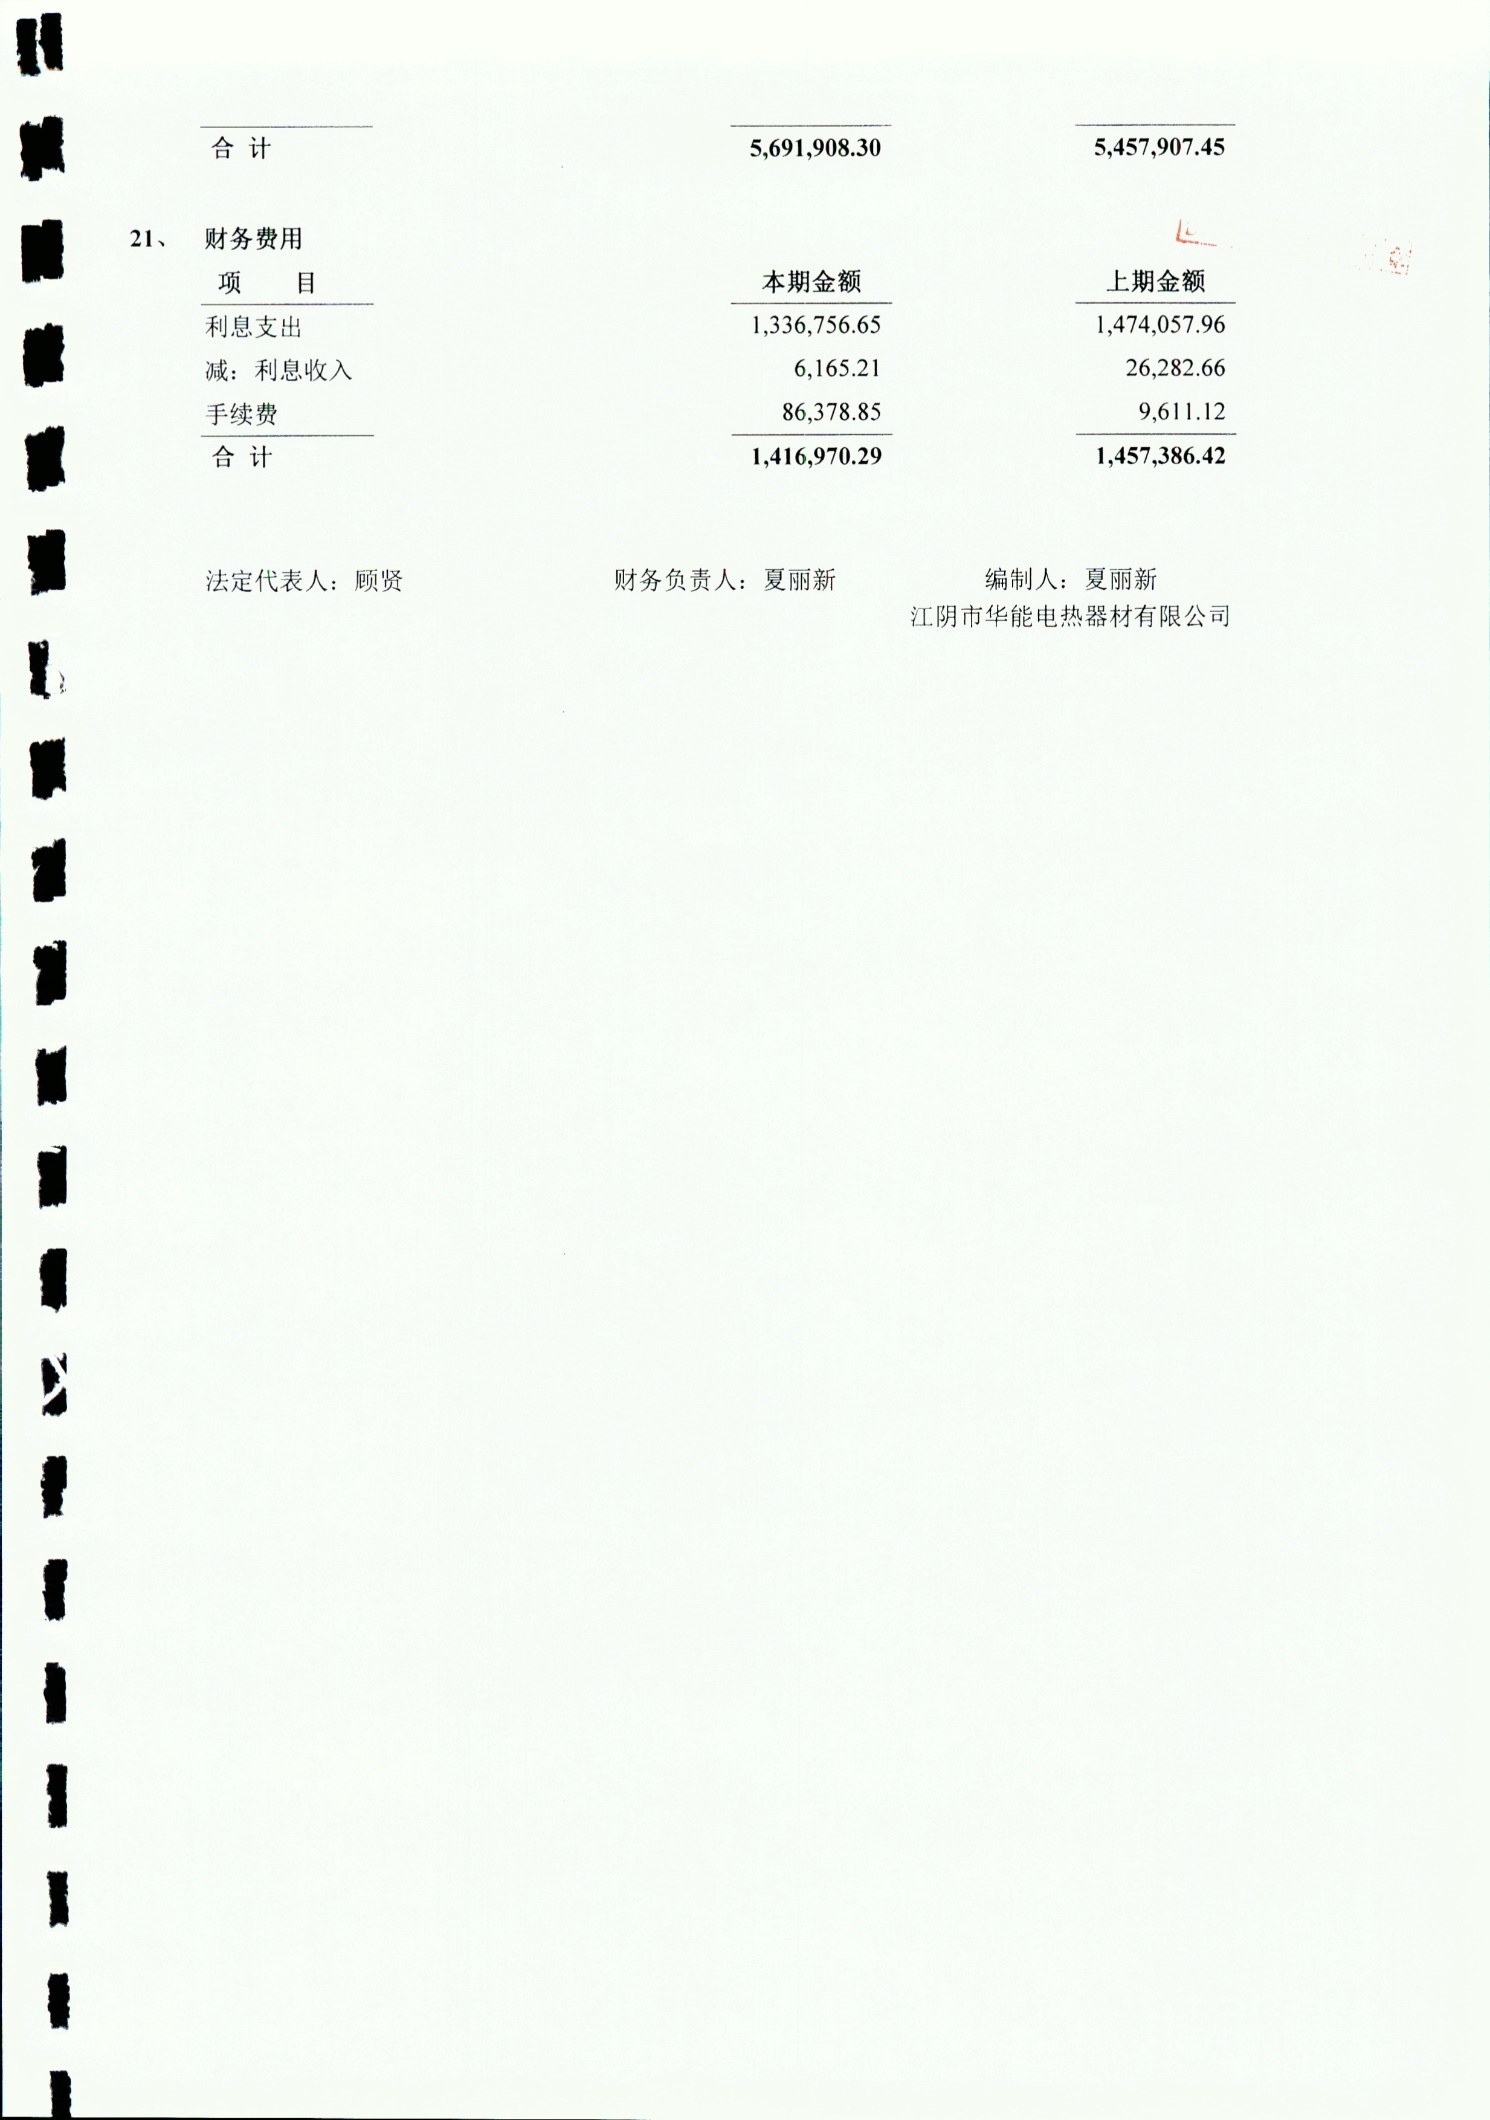 合 计 5,691,908.30 5,457,907.45
21、 财务费用
项 目 本期金额 上期金额
利息支出 1,336,756.65 1,474,057.96
减：利息收入 6,165.21 26,282.66
手续费 86,378.85 9,611.12
合 计 1,416,970.29 1,457,386.42
法定代表人：顾贤 财务负责人：夏丽新 编制人：夏丽新
江阴市华能电热器材有限公司